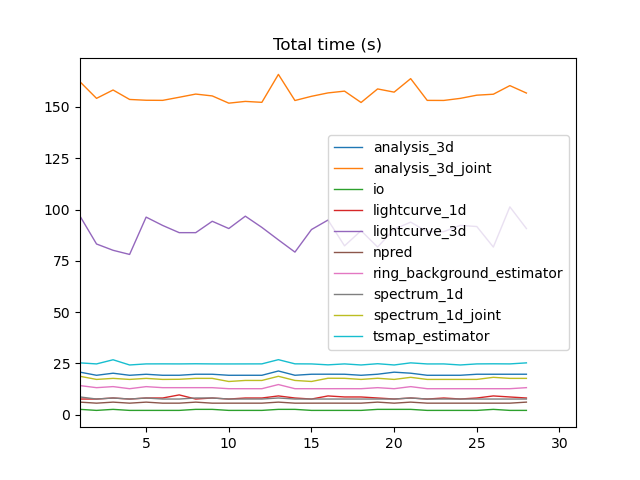 Total time (s)
150
125
100
75
50
25
0
analysis_3d
analysis_3d_joint
io
lightcurve_1d
lightcurve_3d
npred
ring_background_estimator
spectrum_1d
spectrum_1d_joint
tsmap_estimator
5 10 15 20 25 30